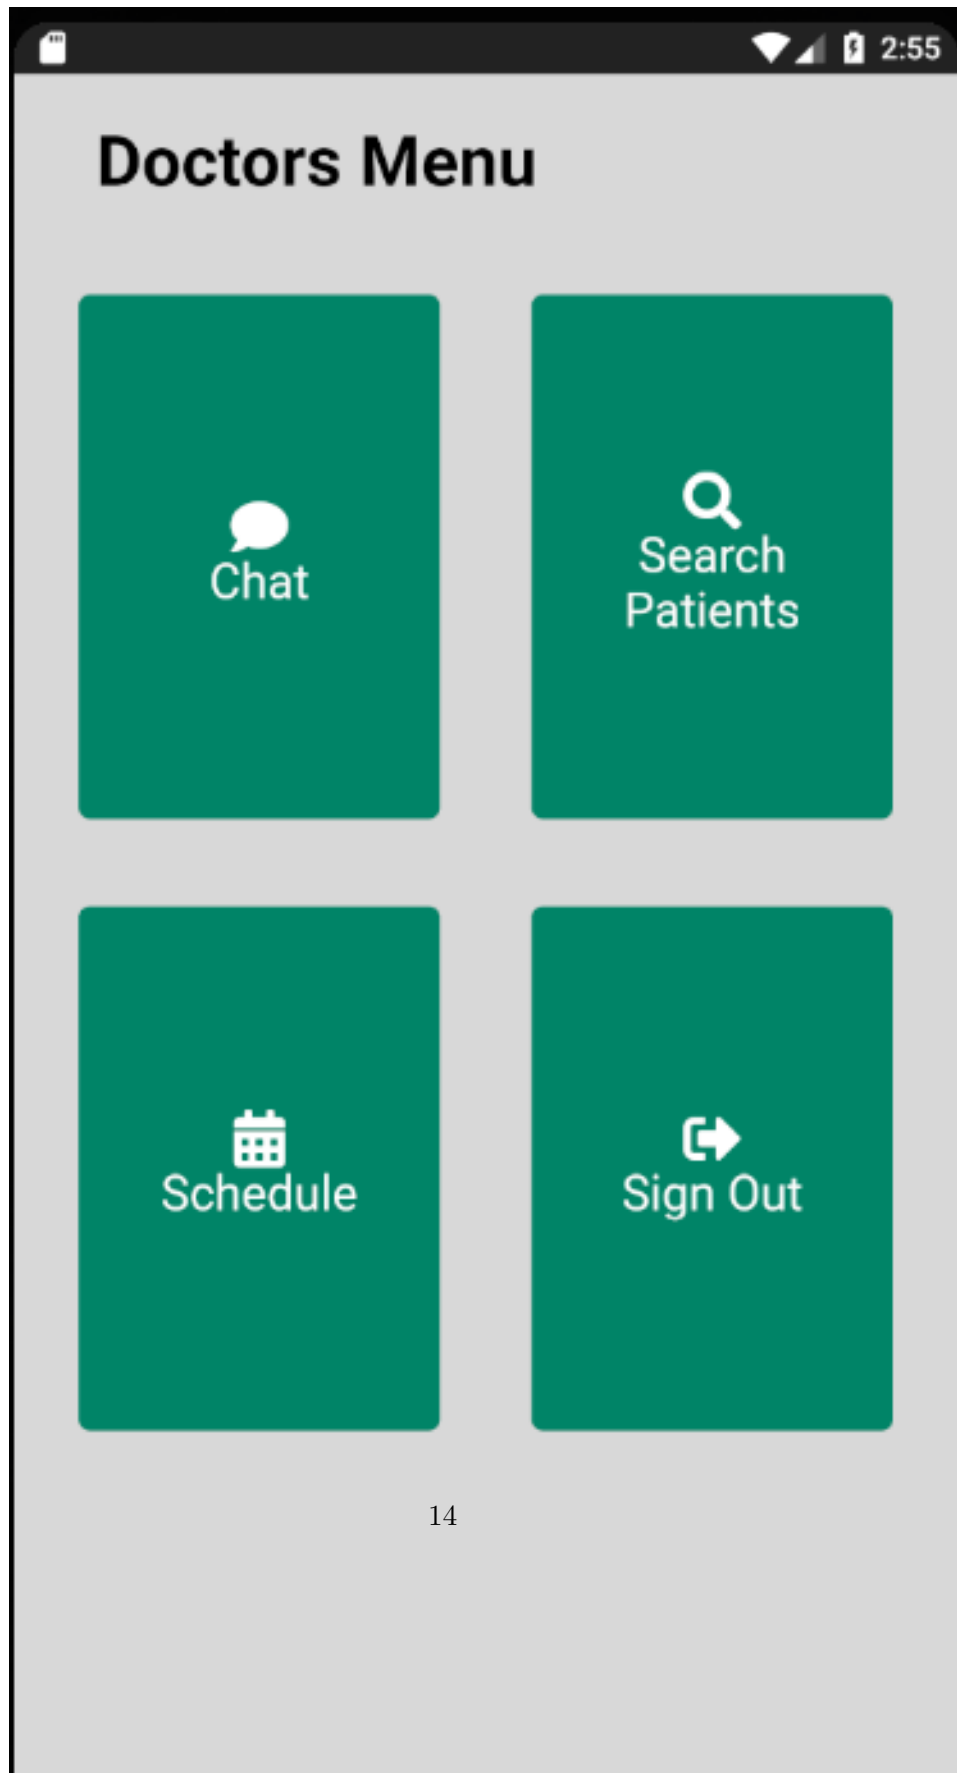 2:55
Doctors Menu
Chat
Search
Patients
Schedule
Sign Out
14